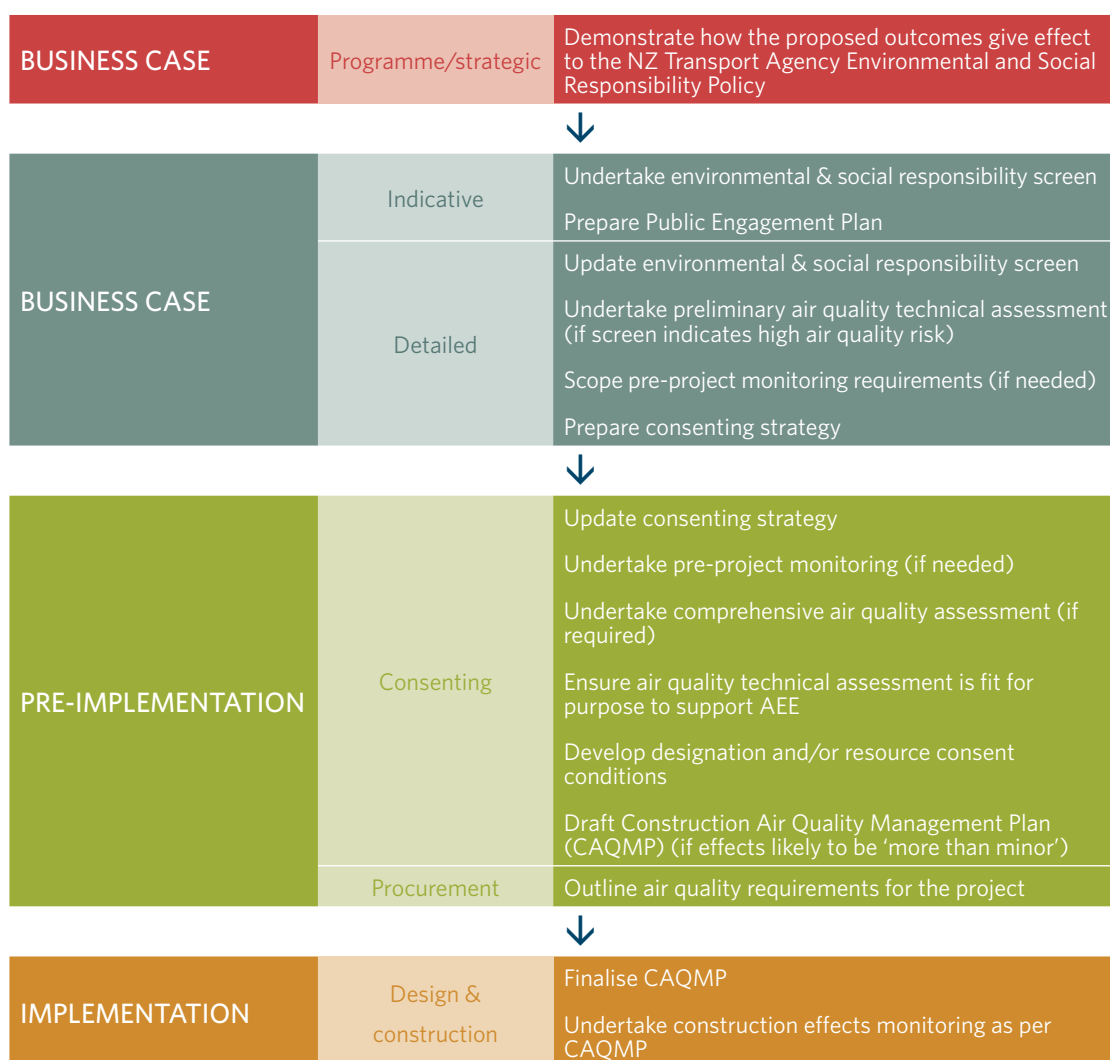 BUSINESS CASE
Programme/strategic
Demonstrate how the proposed outcomes give effect
to the NZ Transport Agency Environmental and Social
Responsibility Policy
BUSINESS CASE
Indicative
Undertake environmental & social responsibility screen
Prepare Public Engagement Plan
Detailed
Update environmental & social responsibility screen
Undertake preliminary air quality technical assessment
(if screen indicates high air quality risk)
Scope pre-project monitoring requirements (if needed)
Prepare consenting strategy
PRE-IMPLEMENTATION
Consenting
Update consenting strategy
Undertake pre-project monitoring (if needed)
Undertake comprehensive air quality assessment (if
required)
Ensure air quality technical assessment is fit for
purpose to support AEE
Develop designation and/or resource consent
conditions
Draft Construction Air Quality Management Plan
(CAQMP) (if effects likely to be ‘more than minor’)
Procurement
Outline air quality requirements for the project
IMPLEMENTATION
Design &
construction
Finalise CAQMP
Undertake construction effects monitoring as per
CAQMP